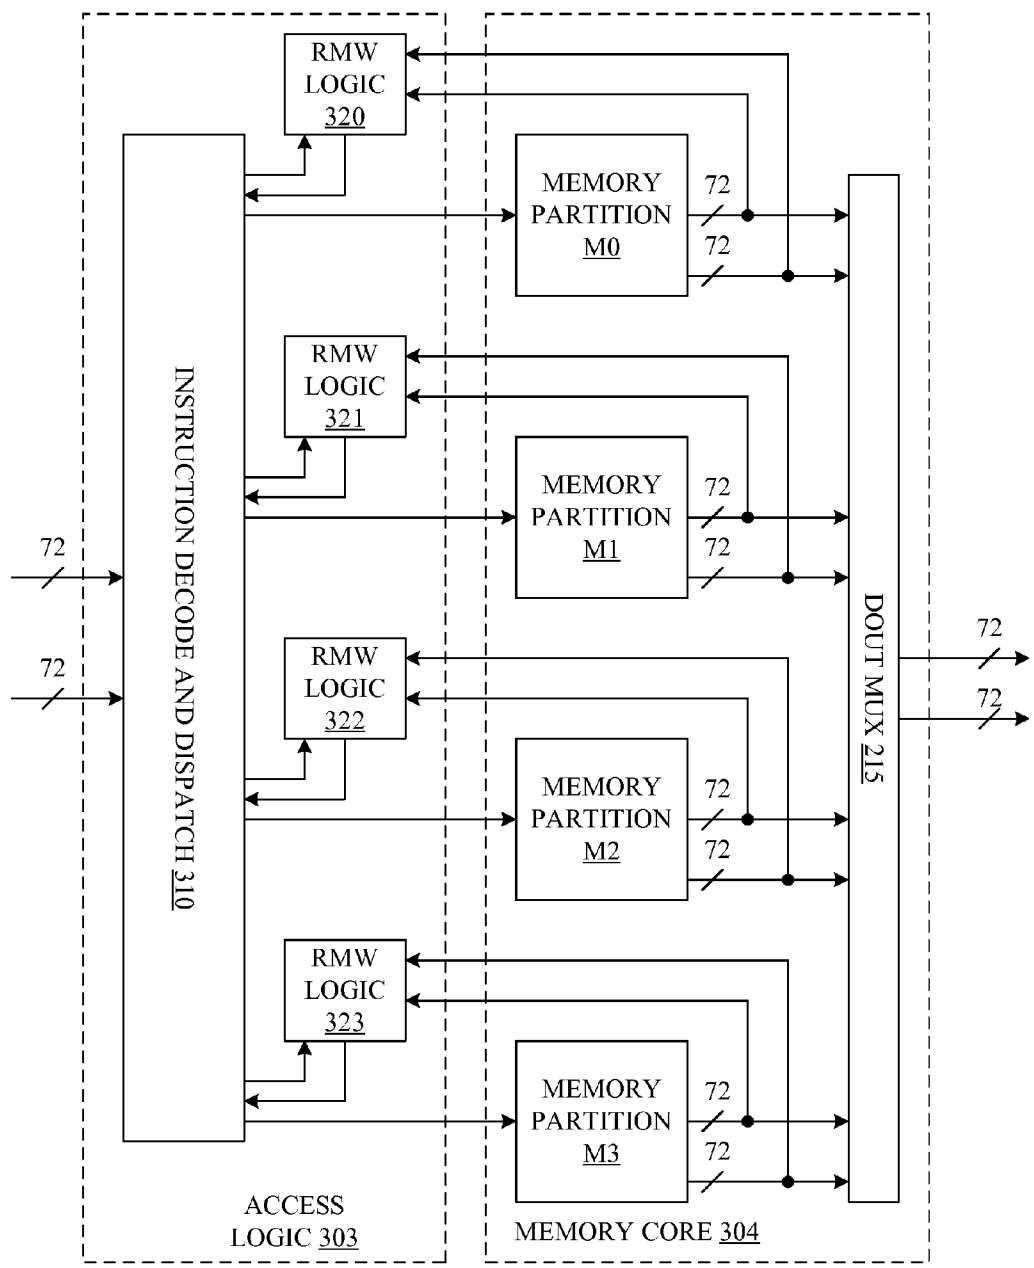 RMW
LOGIC
320
MEMORY
PARTITION
M0
72
72
RMW
LOGIC
321
MEMORY
PARTITION
M1
72
72
INSTRUCTION DECODE AND DISPATCH 310
72
72
RMW
LOGIC
322
MEMORY
PARTITION
M2
72
72
DOUT MUX 215
72
72
RMW
LOGIC
323
MEMORY
PARTITION
M3
72
72
ACCESS
LOGIC 303
MEMORY CORE 304